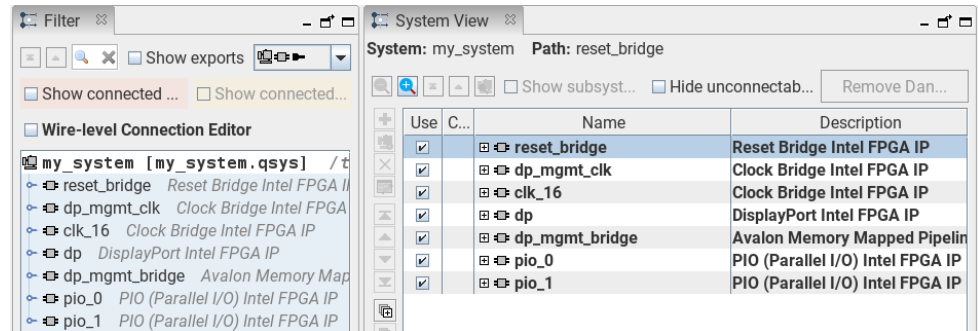 Filter
Show exports
Show connected ...
Show connected...
Wire-level Connection Editor
my_system [my_system.qsys] /t
reset_bridge Reset Bridge Intel FPGA I
dp_mgmt_clk Clock Bridge Intel FPGA
clk_16 Clock Bridge Intel FPGA IP
dp DisplayPort Intel FPGA IP
dp_mgmt_bridge Avalon Memory Map
pio_0 PIO (Parallel I/O) Intel FPGA IP
pio_1 PIO (Parallel I/O) Intel FPGA IP
System View
System: my_system Path: reset_bridge
Show subsyst... Hide unconnectab... Remove Dan...
Use C... Name Description
reset_bridge Reset Bridge Intel FPGA IP
dp_mgmt_clk Clock Bridge Intel FPGA IP
clk_16 Clock Bridge Intel FPGA IP
dp DisplayPort Intel FPGA IP
dp_mgmt_bridge Avalon Memory Mapped Pipelin
pio_0 PIO (Parallel I/O) Intel FPGA IP
pio_1 PIO (Parallel I/O) Intel FPGA IP